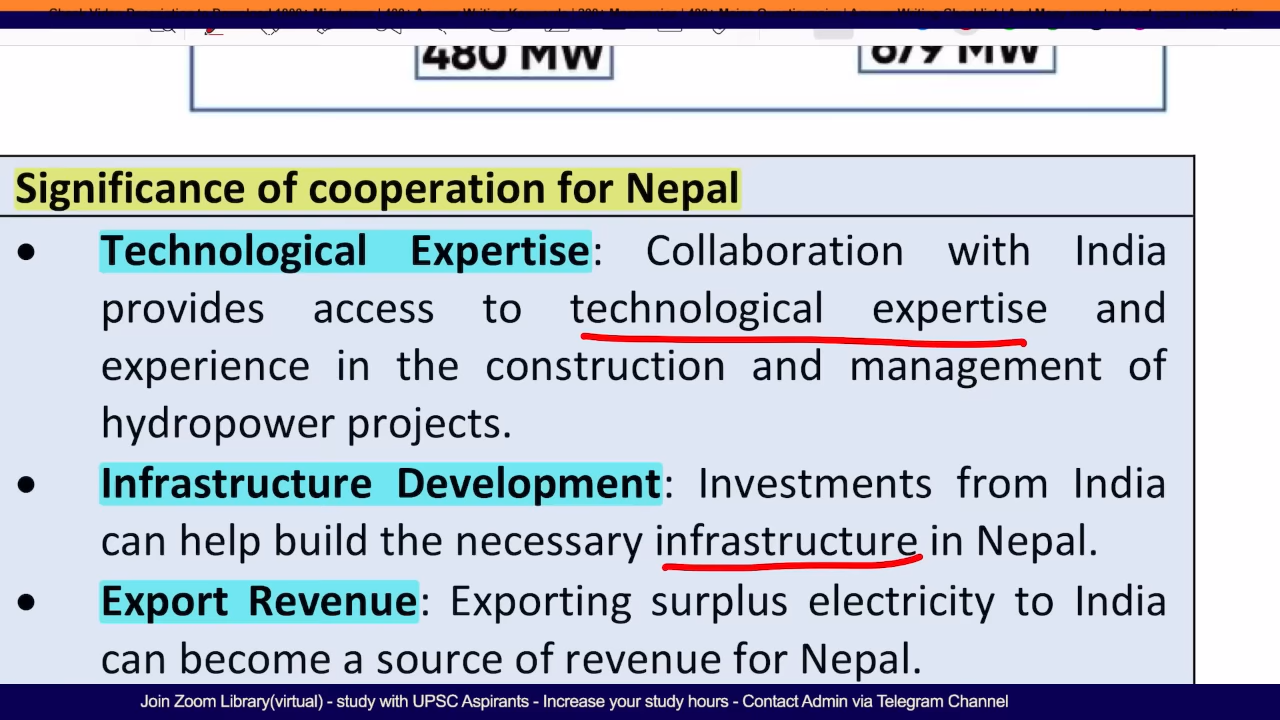 480 MW
679 MW
Significance of cooperation for Nepal
• Technological Expertise: Collaboration with India
provides access to technological expertise and
experience in the construction and management of
hydropower projects.
• Infrastructure Development: Investments from India
can help build the necessary infrastructure in Nepal.
• Export Revenue: Exporting surplus electricity to India
can become a source of revenue for Nepal.
Join Zoom Library(virtual) - study with UPSC Aspirants - Increase your study hours - Contact Admin via Telegram Channel